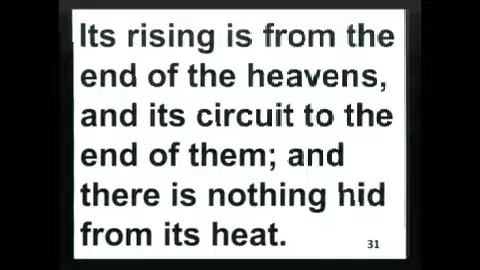 Its rising is from the
end of the heavens,
and its circuit to the
end of them; and
there is nothing hid
from its heat.
31